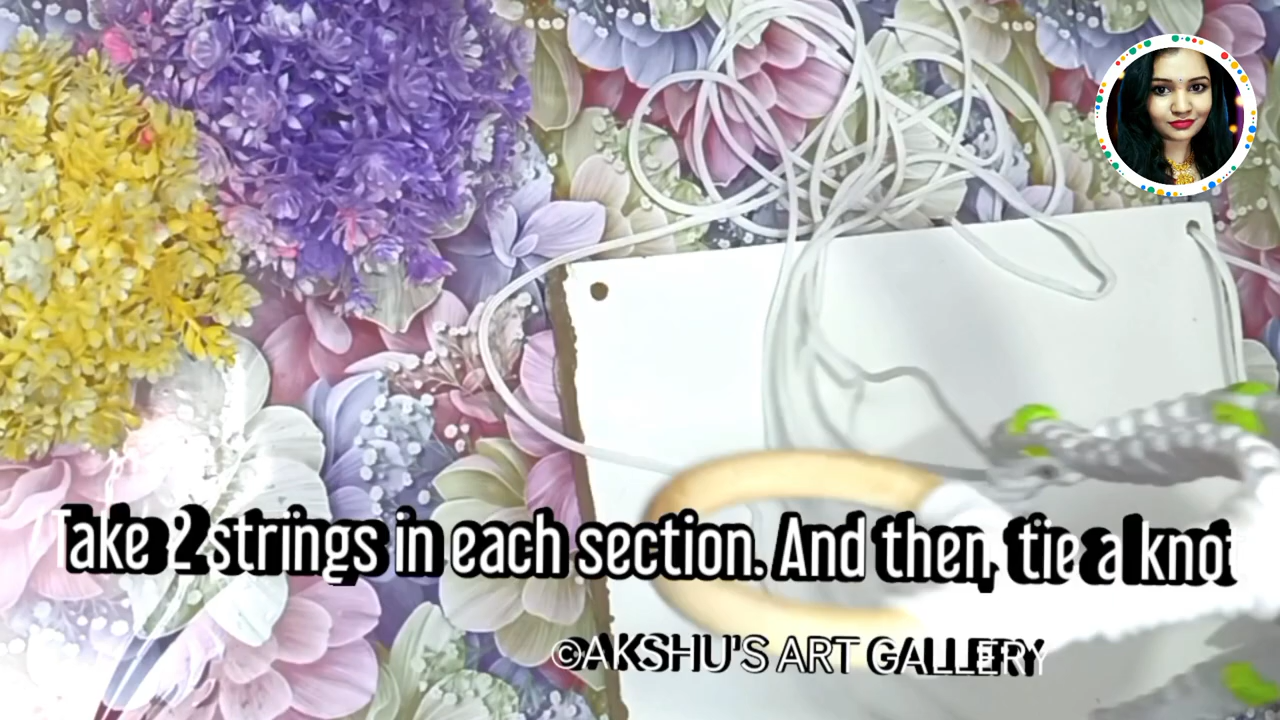 Take 2 strings in each section. And then, tie a knot
©AKSHU'S ART GALLERY